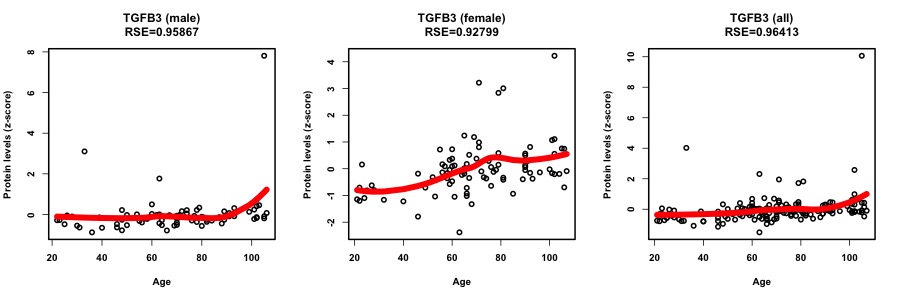 TGFB3 (male)
RSE=0.95867
Protein levels (z-score)
8
6
4
2
0
20 40 60 80 100
Age
TGFB3 (female)
RSE=0.92799
Protein levels (z-score)
4
3
2
1
0
-1
-2
20 40 60 80 100
Age
TGFB3 (all)
RSE=0.96413
Protein levels (z-score)
10
8
6
4
2
0
20 40 60 80 100
Age